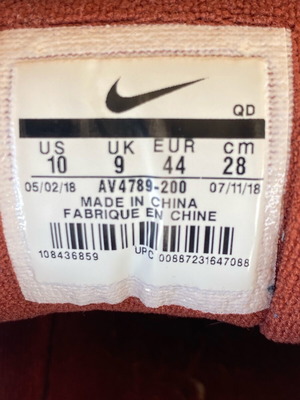 QD
US UK EUR cm
10 9 44 28
05/02/18 AV4789-200 07/11/18
MADE IN CHINA
FABRIQUE EN CHINE
108436859 UPC 00887231647088